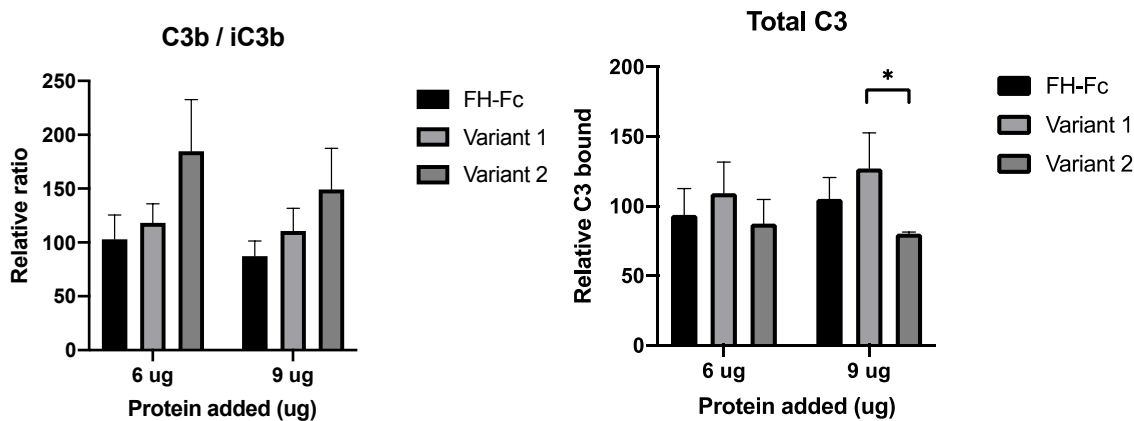 C3b / iC3b
250
200
150
100
50
0
Relative ratio
6 ug
9 ug
Protein added (ug)
FH-Fc
Variant 1
Variant 2
Total C3
200
150
100
50
0
Relative C3 bound
*
6 ug
9 ug
Protein added (ug)
FH-Fc
Variant 1
Variant 2